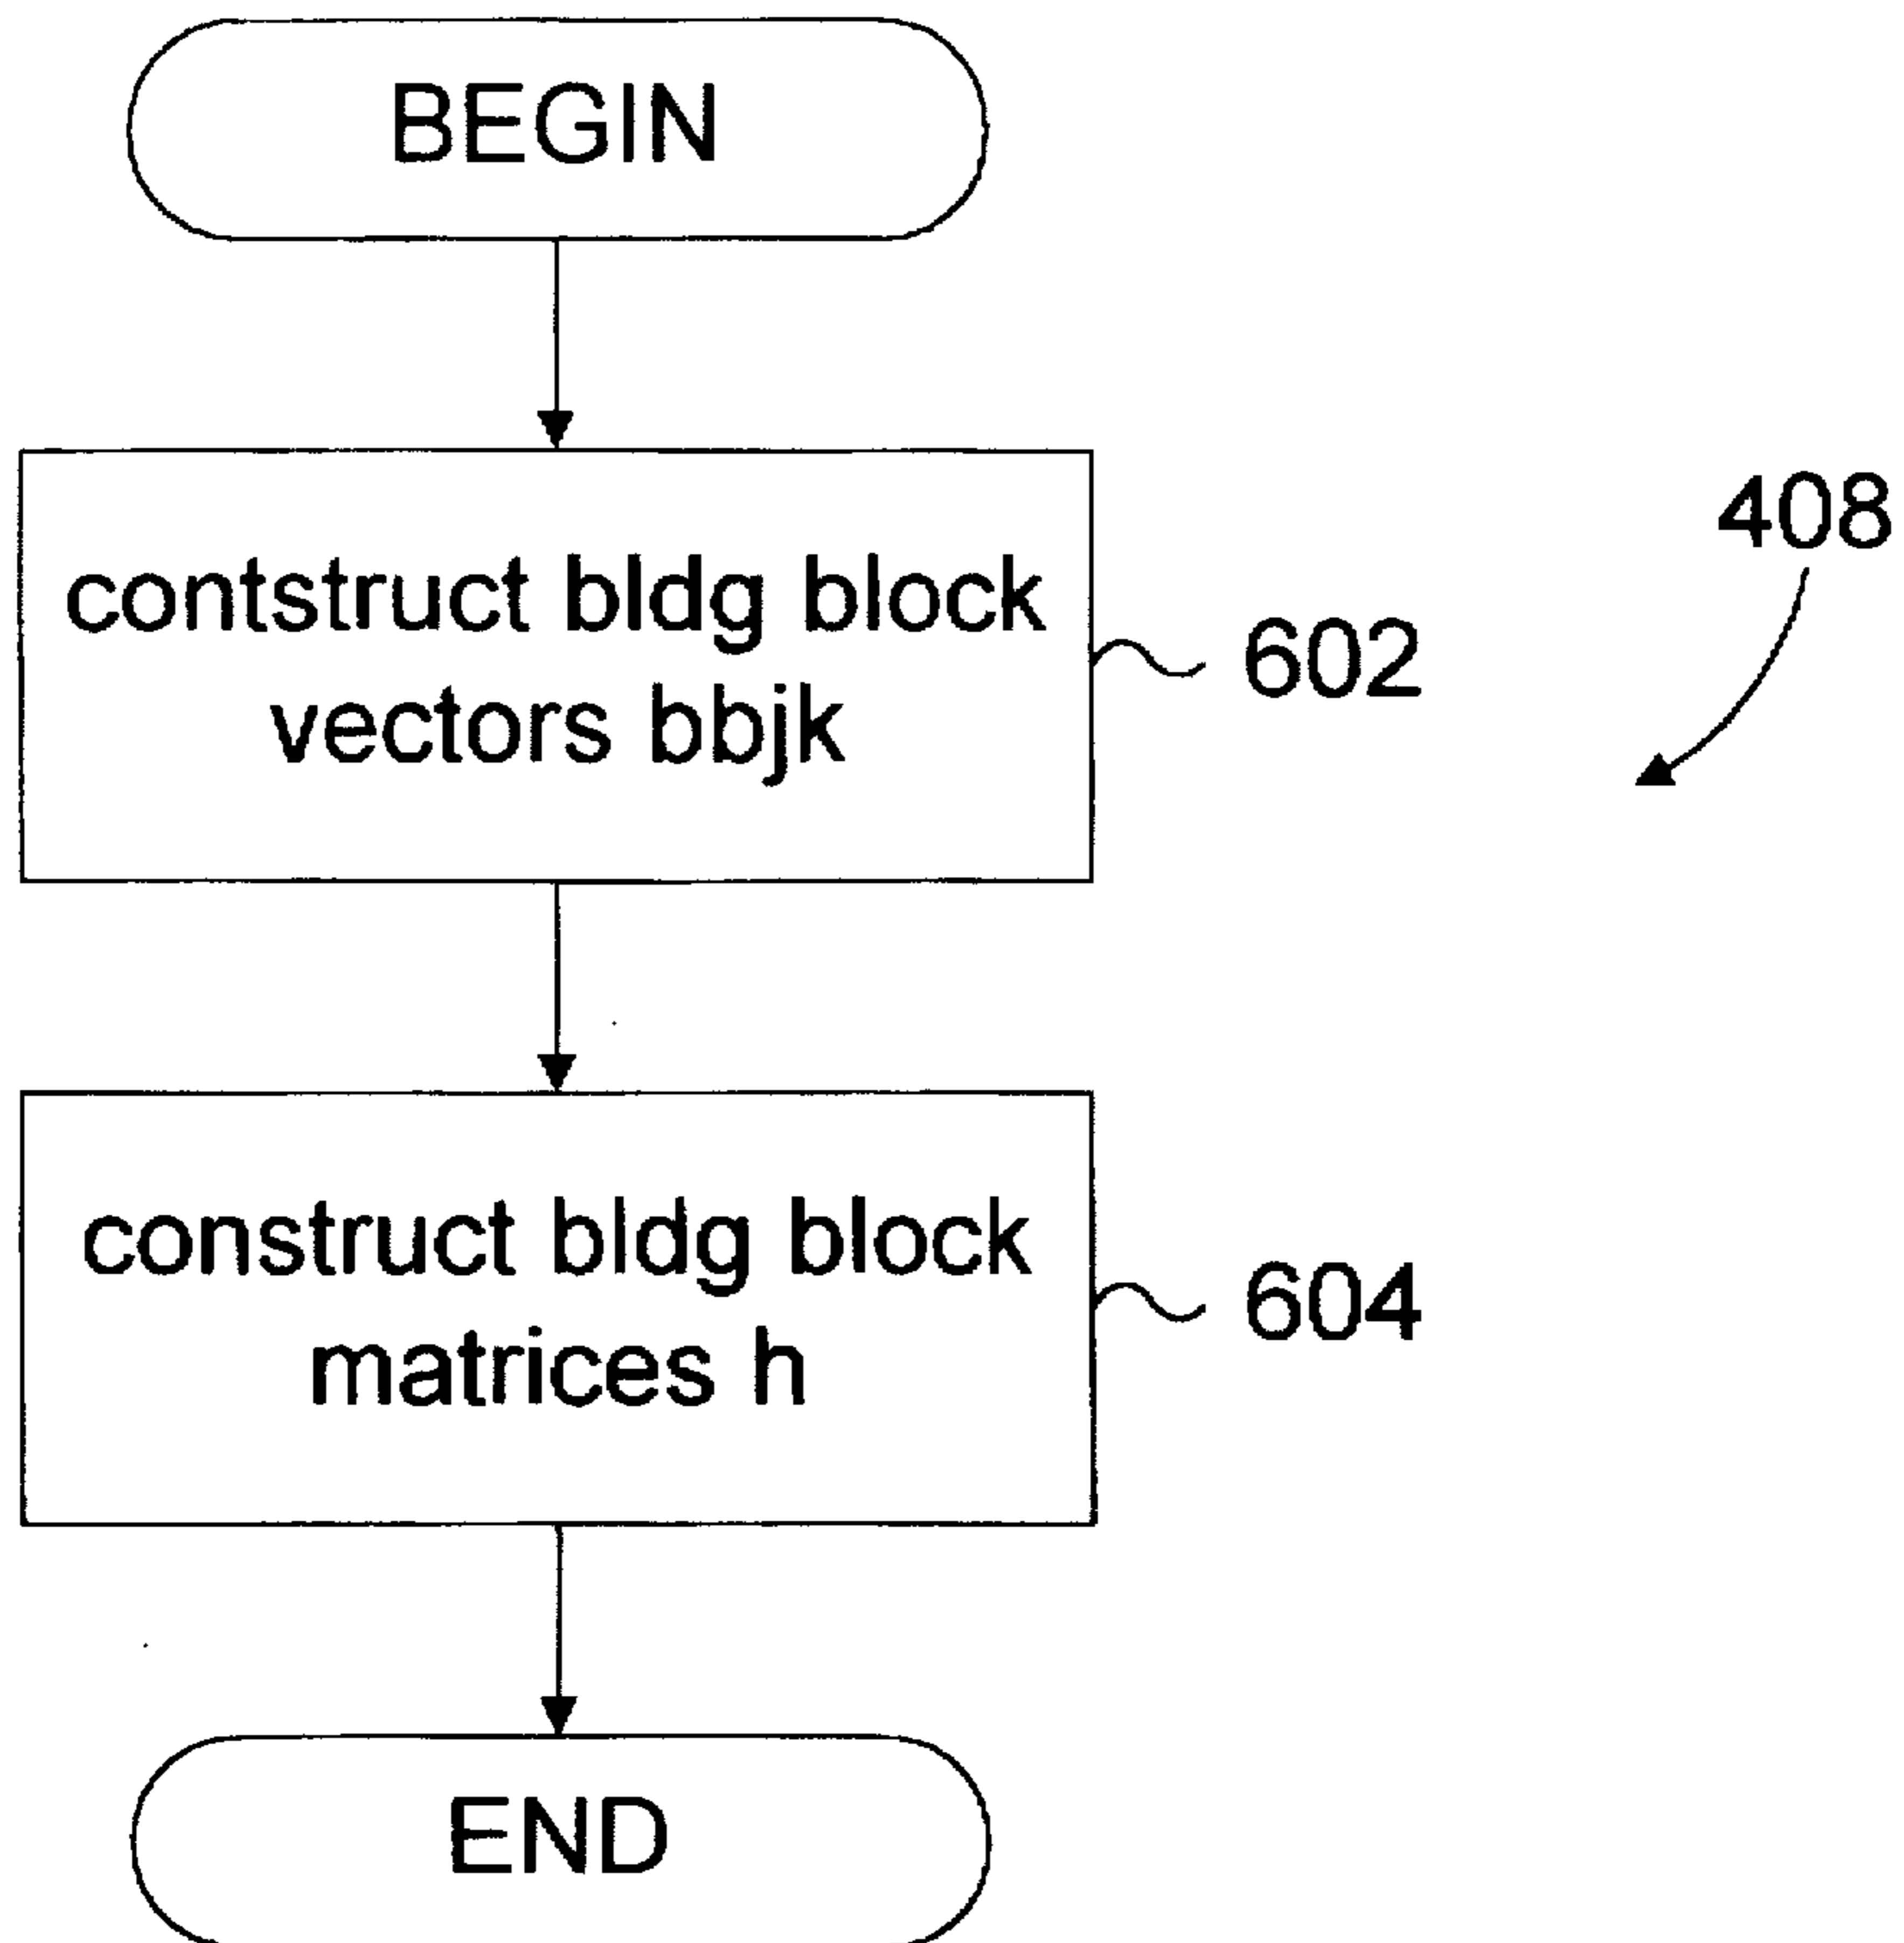 BEGIN
contstruct bldg block
vectors bbjk
602
408
construct bldg block
matrices h
604
END